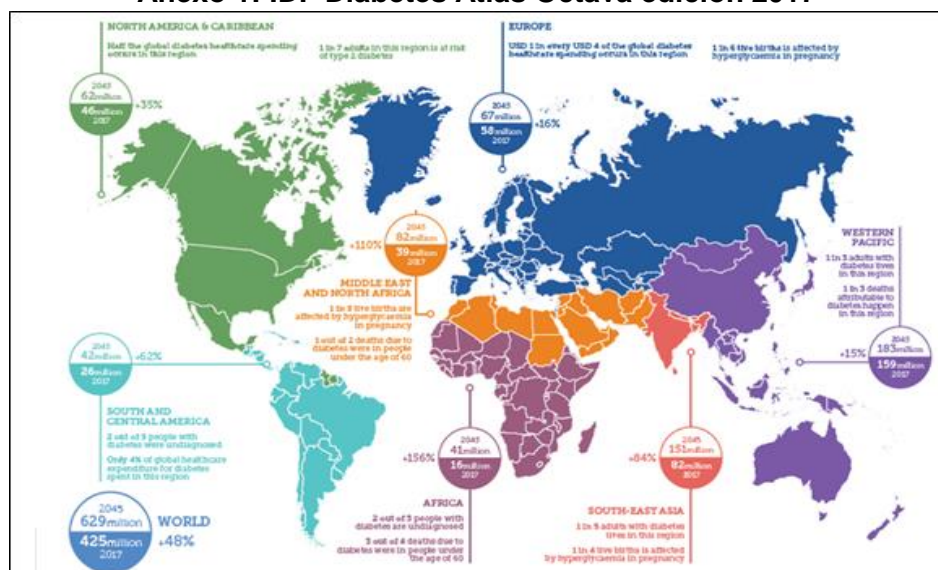 NORTH AMERICA & CARIBBEAN
Half the global diabetes healthcare spending
occurs in this region
1 in 7 adults in this region is at risk
of type 2 diabetes
2045
62million
46million
2017
+35%
EUROPE
USD 1 in every USD 4 of the global diabetes
healthcare spending occurs in this region
1 in 6 live births is affected by
hyperglycaemia in pregnancy
2045
67million
58million
2017
+16%
+110%
2045
82million
39million
2017
MIDDLE EAST
AND NORTH AFRICA
live births are
affected by hyperglycaemia
in pregnancy
1 out of 2 deaths due to
diabetes were in people
under the age of 60
WESTERN
PACIFIC
1 in 3 adults with
diabetes lives
in this region
1 in 3 deaths
attributable to
diabetes happen
in this region
+15%
2045
183million
159million
2017
2045
42million
26million
2017
+62%
SOUTH AND
CENTRAL AMERICA
2 out of 5 people with
diabetes were undiagnosed
Only 4% of global healthcare
expenditure for diabetes
spent in this region
+156%
2045
41million
16million
2017
AFRICA
2 out of 3 people with
diabetes are undiagnosed
3 out of 4 deaths due to
diabetes were in people under
the age of 60
+84%
2045
151million
82million
2017
SOUTH-EAST ASIA
1 in 5 adults with diabetes
lives in this region
1 in 4 live births is affected
by hyperglycaemia in pregnancy
2045
629million
425million
2017
WORLD
+48%